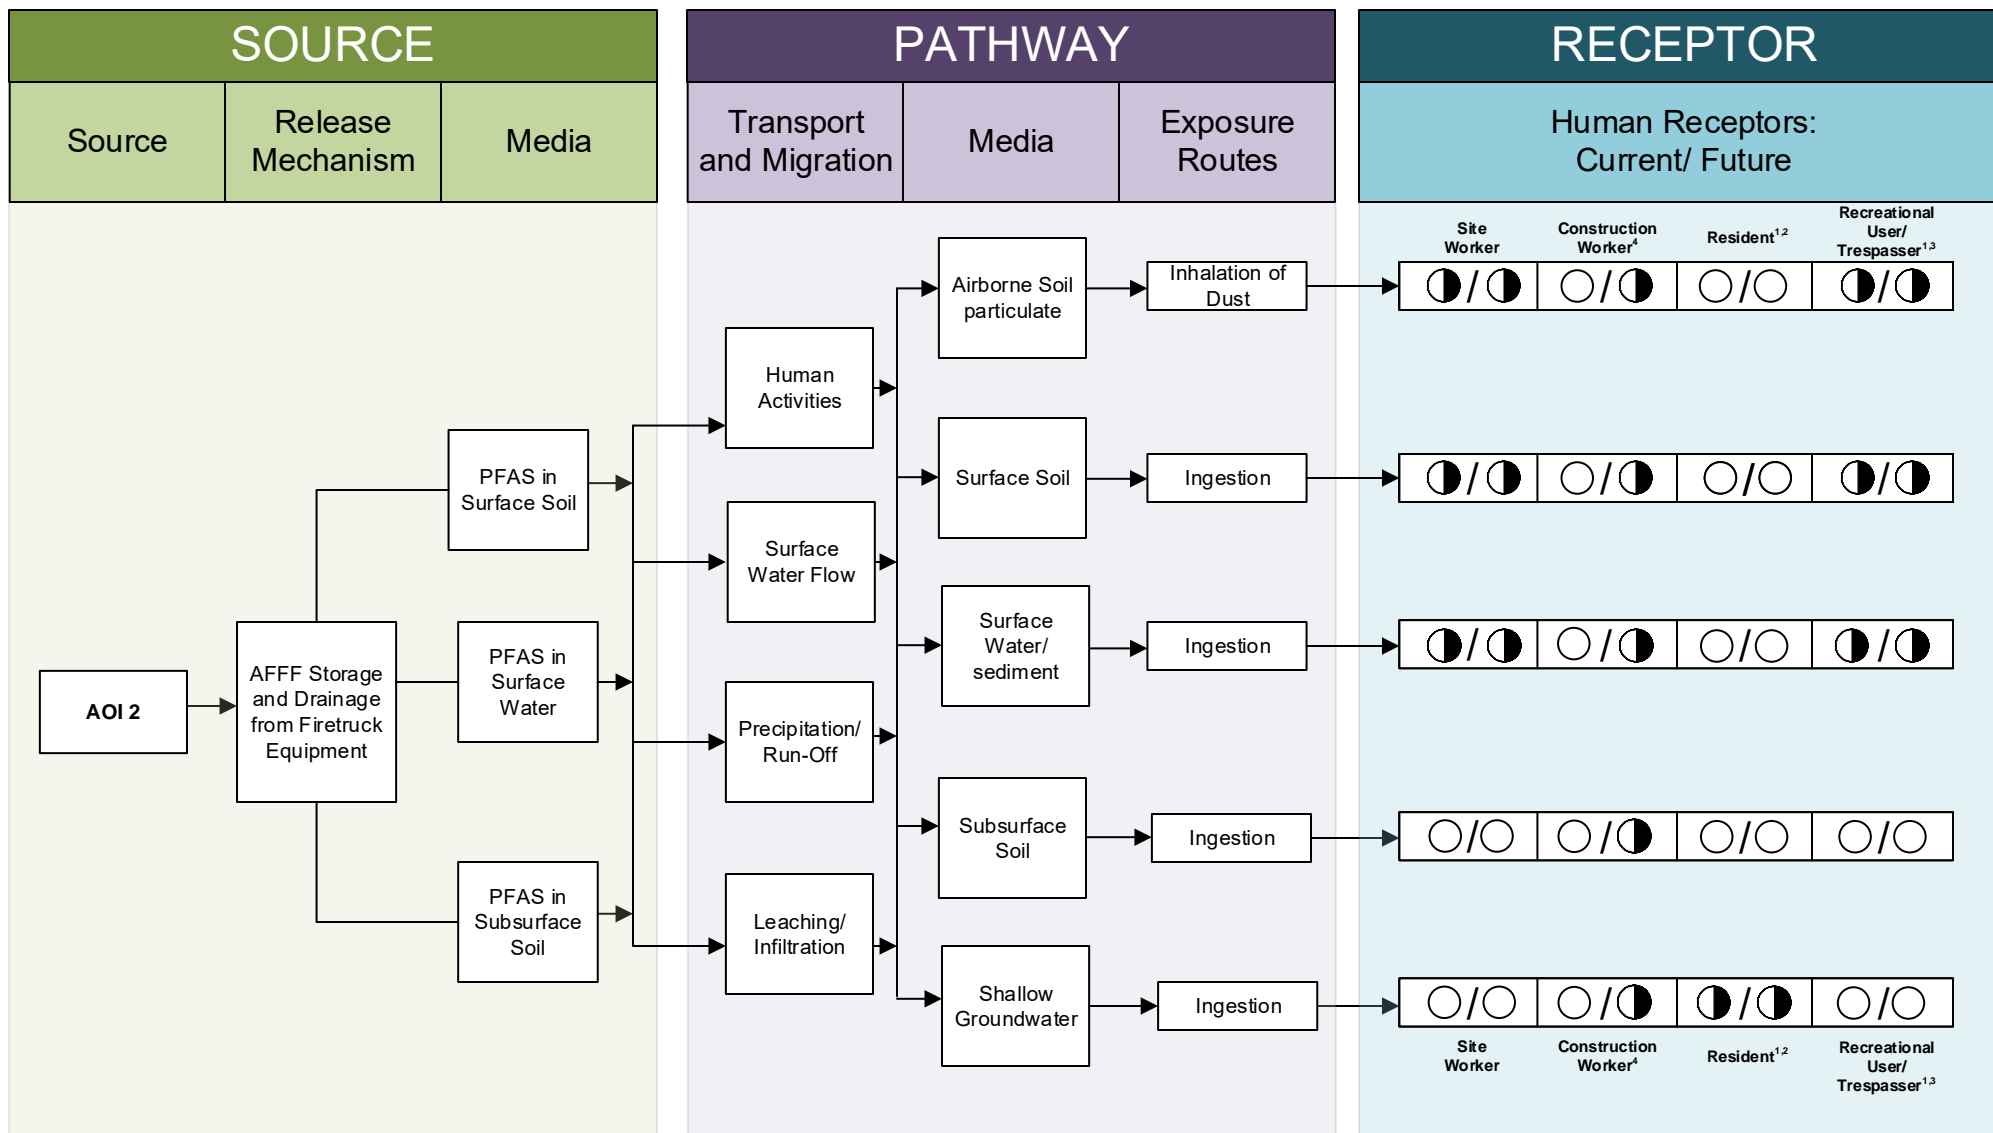 SOURCE
PATHWAY
RECEPTOR
Source
Release
Mechanism
Media
Transport
and Migration
Media
Exposure
Routes
Human Receptors:
Current/ Future
Site
Worker
Construction
Worker4
Resident1,2
Recreational
User/
Trespasser1,3
Airborne Soil
particulate
Inhalation of
Dust
/
/
/
/
Human
Activities
PFAS in
Surface Soil
Surface Soil
Ingestion
/
/
/
/
Surface
Water Flow
Surface
Water/
sediment
Ingestion
/
/
/
/
AOI 2
AFFF Storage
and Drainage
from Firetruck
Equipment
PFAS in
Surface
Water
Precipitation/
Run-Off
Subsurface
Soil
Ingestion
/
/
/
/
PFAS in
Subsurface
Soil
Leaching/
Infiltration
Shallow
Groundwater
Ingestion
/
/
/
/
Site
Worker
Construction
Worker4
Resident1,2
Recreational
User/
Trespasser1,3